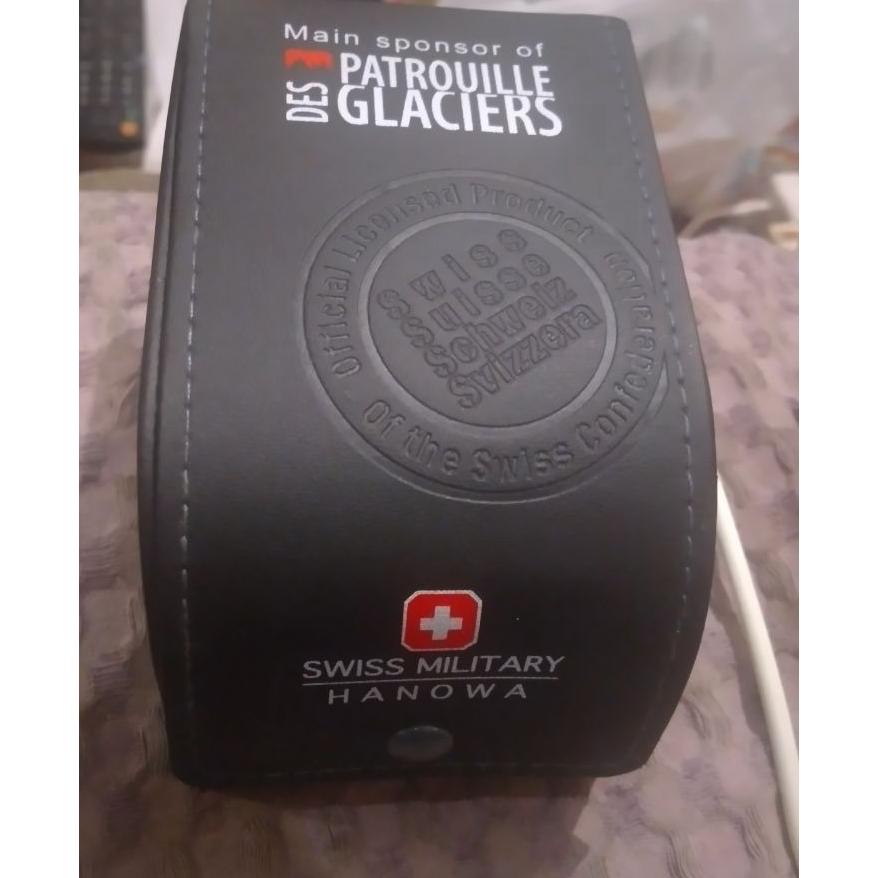 Main sponsor of
PATROUILLE
DES GLACIERS
Official Licensed Product
Of the Swiss Confederation
swiss
suisse
schweiz
svizzera
SWISS MILITARY
HANOWA